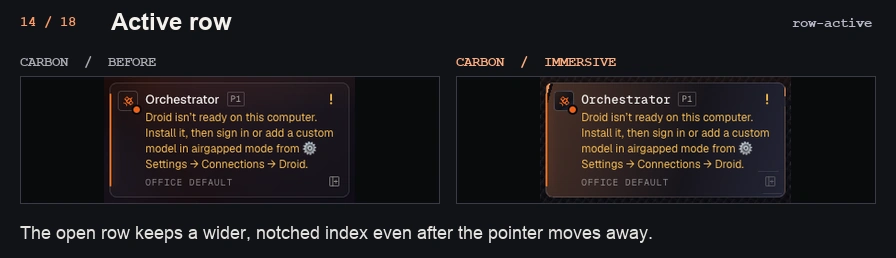 14 / 18 Active row row-active
CARBON / BEFORE
CARBON / IMMERSIVE
Orchestrator P1 !
Droid isn't ready on this computer.
Install it, then sign in or add a custom
model in airgapped mode from ⚙️
Settings → Connections → Droid.
OFFICE DEFAULT
Orchestrator P1 !
Droid isn't ready on this computer.
Install it, then sign in or add a custom
model in airgapped mode from ⚙️
Settings → Connections → Droid.
OFFICE DEFAULT
The open row keeps a wider, notched index even after the pointer moves away.